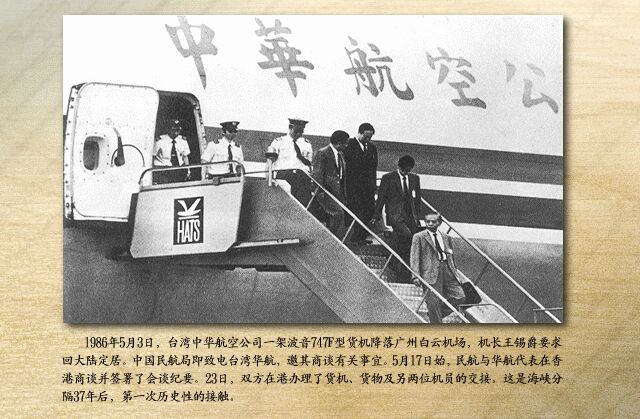 中華航空公
HATS
1986年5月3日，台湾中华航空公司一架波音747F型货机降落广州白云机场，机长王锡爵要求
回大陆定居。中国民航局即致电台湾华航，邀其商谈有关事宜。5月17日始，民航与华航代表在香
港商谈并签署了会谈纪要。23日，双方在港办理了货机、货物及另两位机员的交接。这是海峡分
隔37年后，第一次历史性的接触。